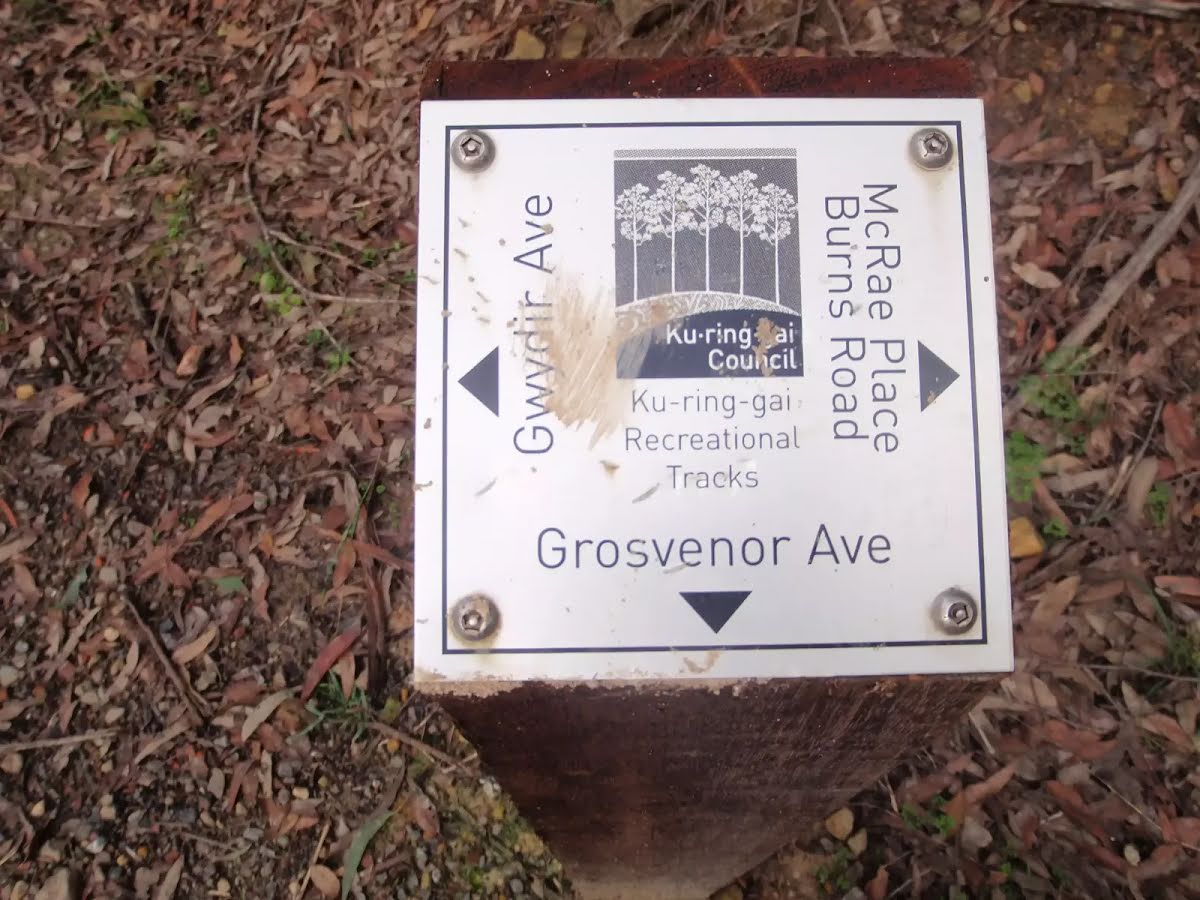 Gwydir Ave
Ku·ring-gai
Council
Ku-ring-gai
Recreational
Tracks
McRae Place
Burns Road
Grosvenor Ave